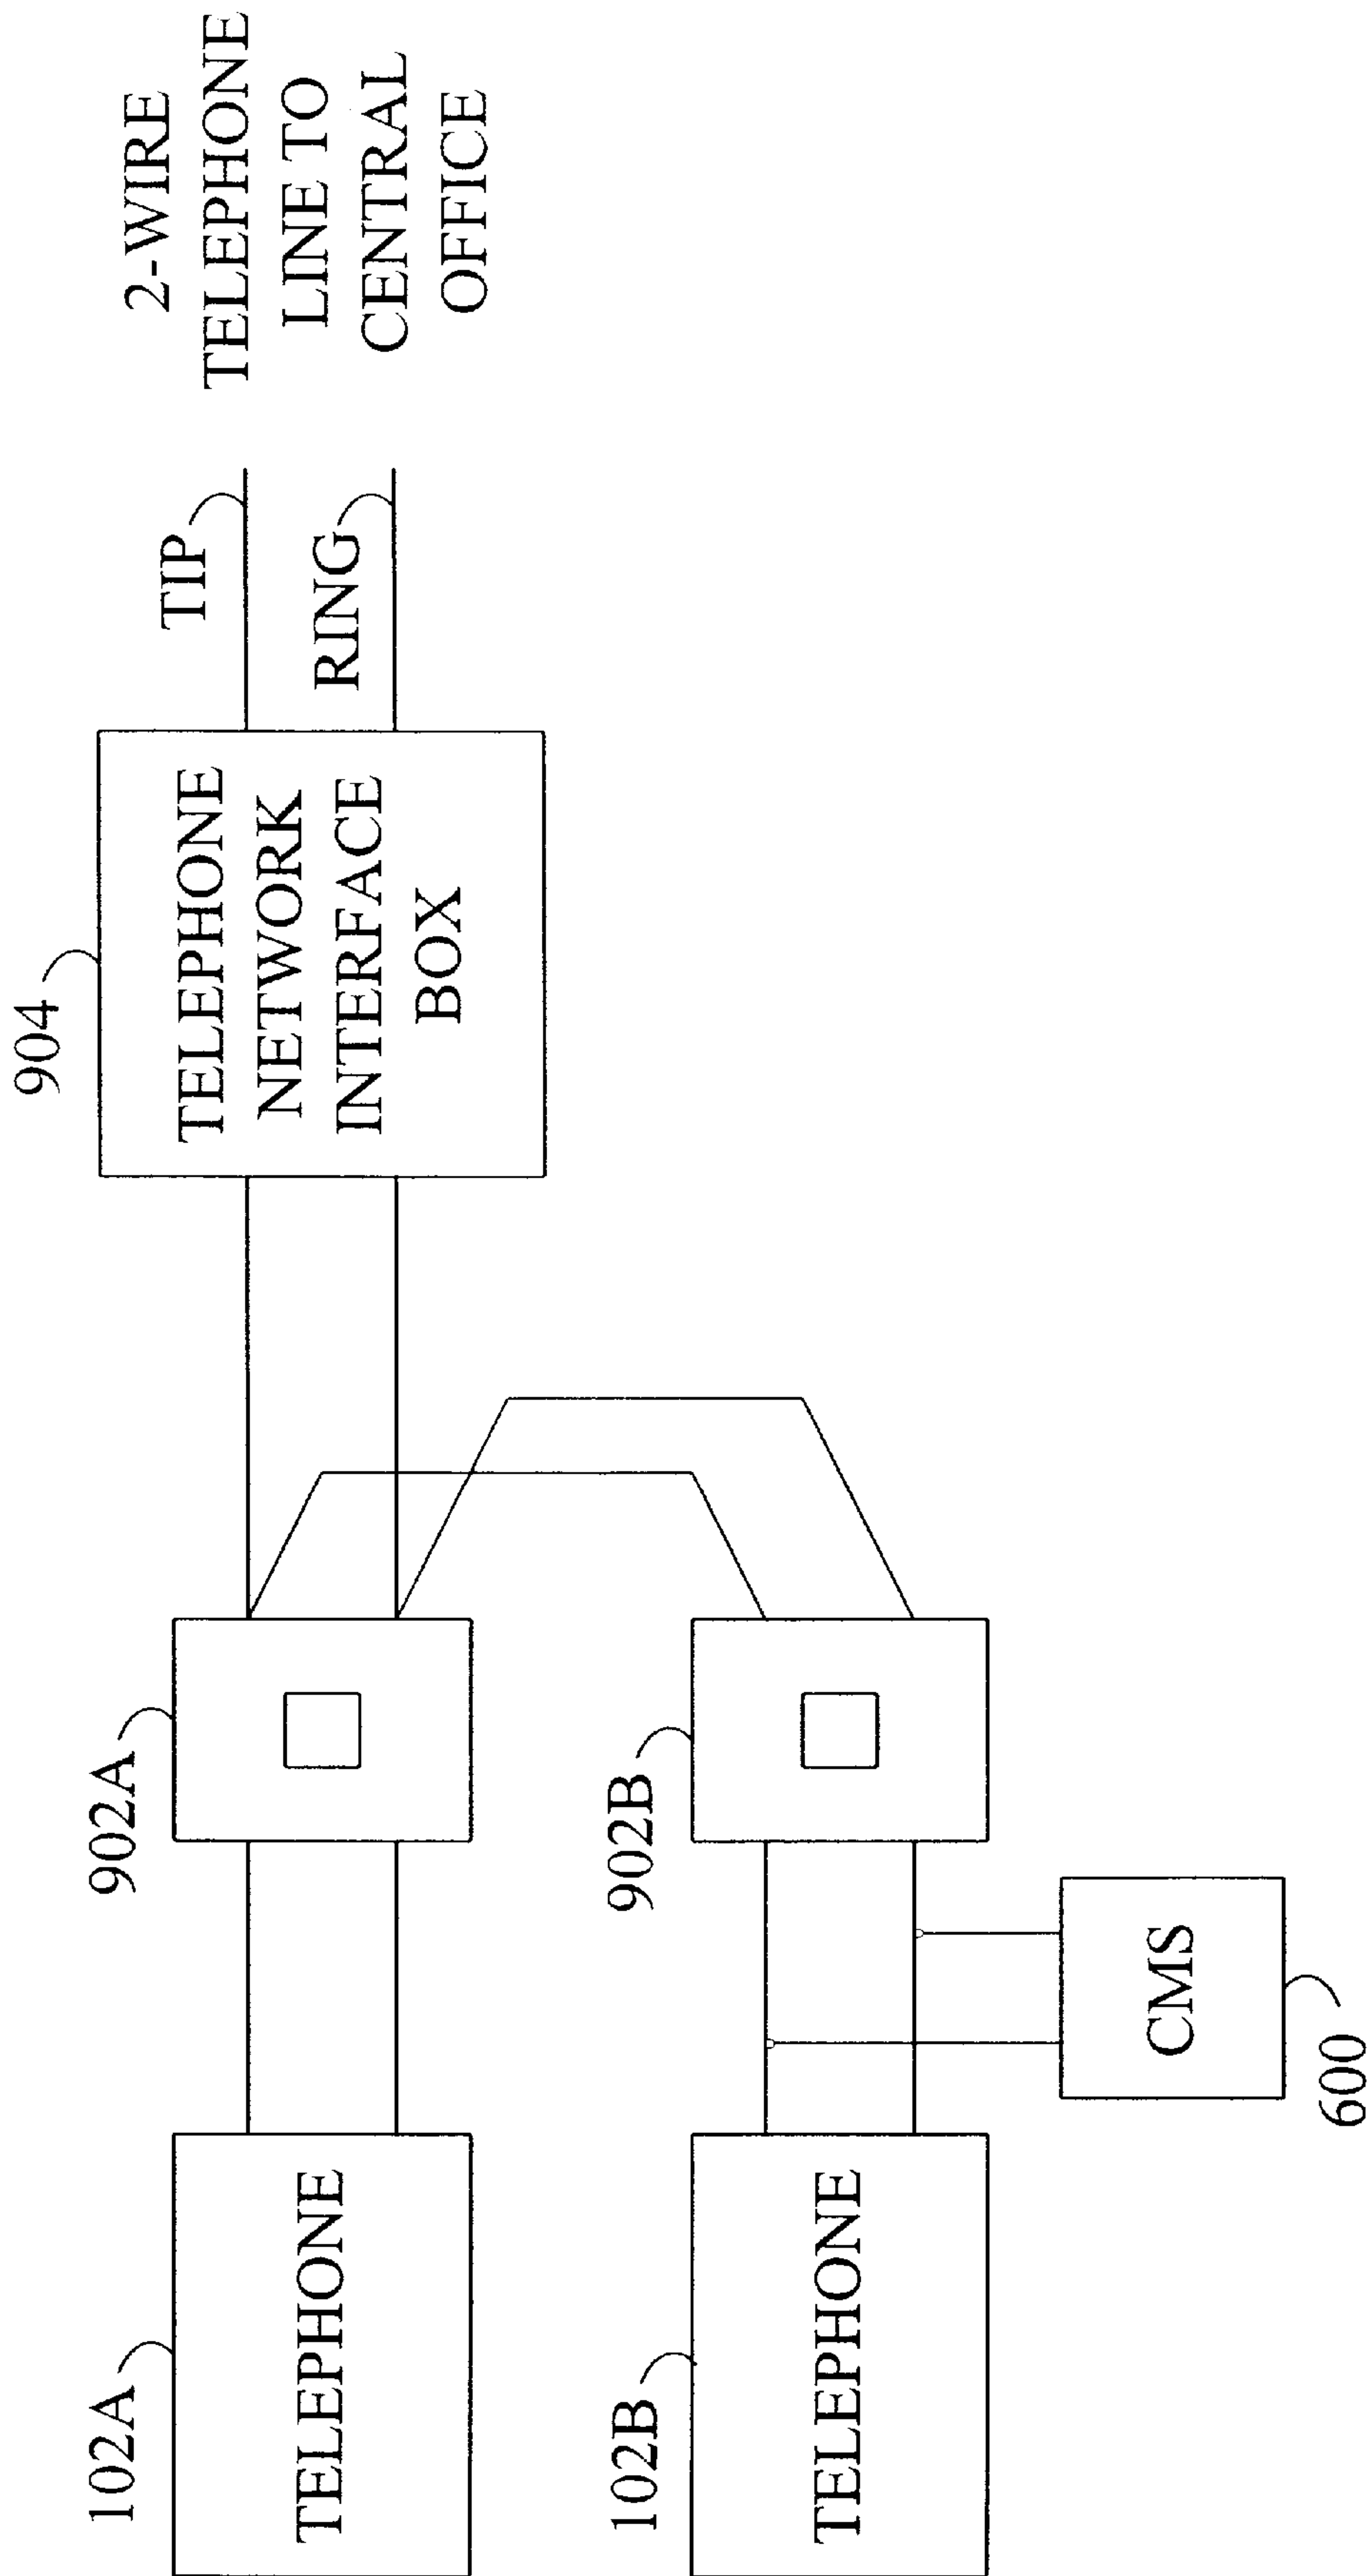 904
2-WIRE
TELEPHONE
LINE TO
CENTRAL
OFFICE
TIP
RING
TELEPHONE
NETWORK
INTERFACE
BOX
102A
902A
TELEPHONE
102B
902B
TELEPHONE
CMS
600